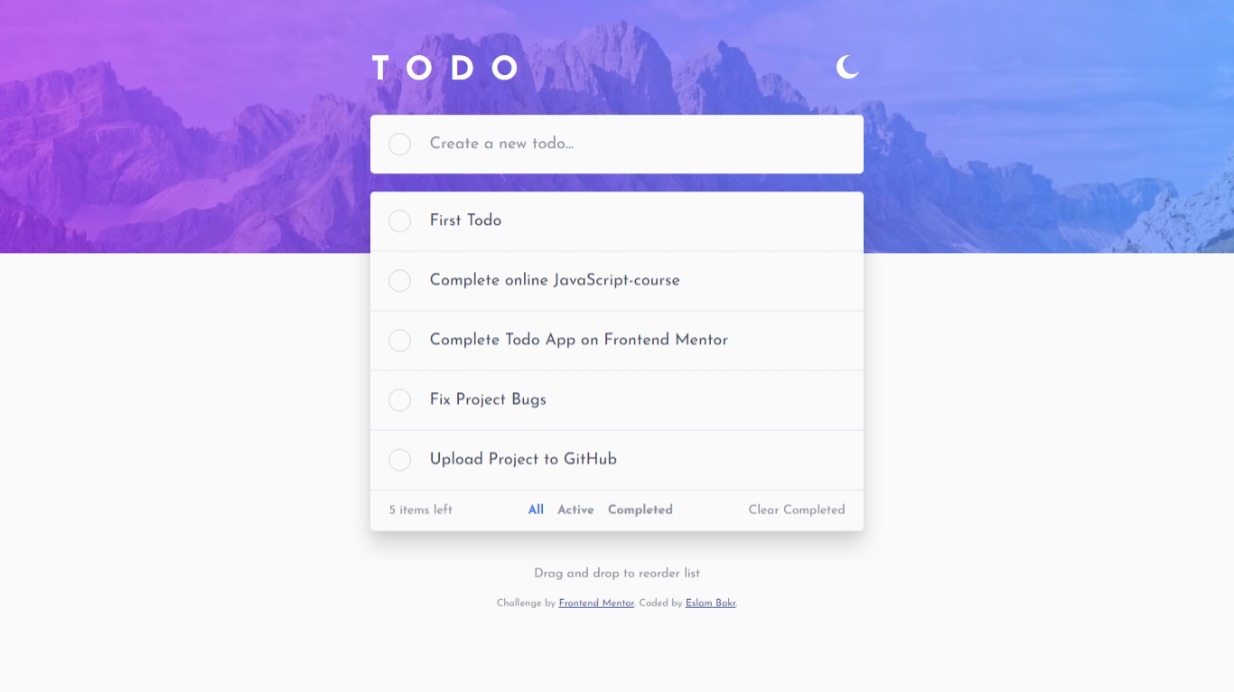 TODO
Create a new todo...
First Todo
Complete online JavaScript-course
Complete Todo App on Frontend Mentor
Fix Project Bugs
Upload Project to GitHub
5 items left All Active Completed Clear Completed
Drag and drop to reorder list
Challenge by Frontend Mentor. Coded by Eslam Bakr.